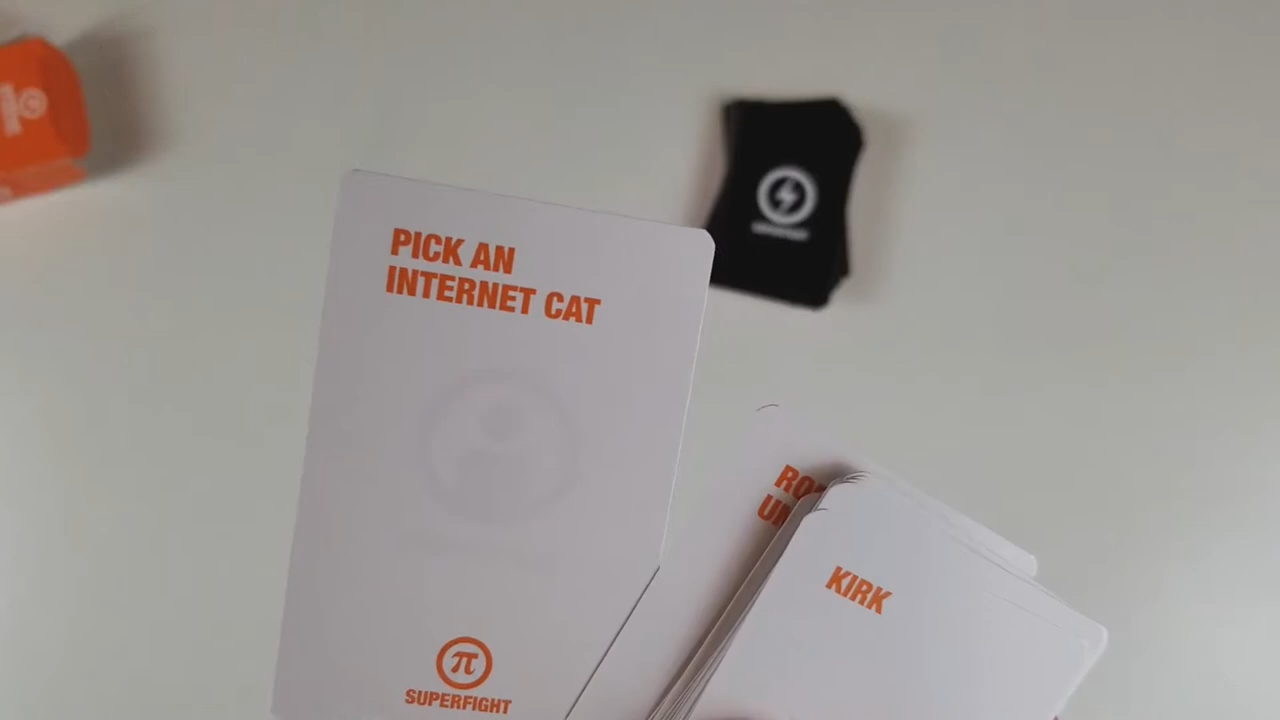 PICK AN
INTERNET CAT
π
SUPERFIGHT
KIRK